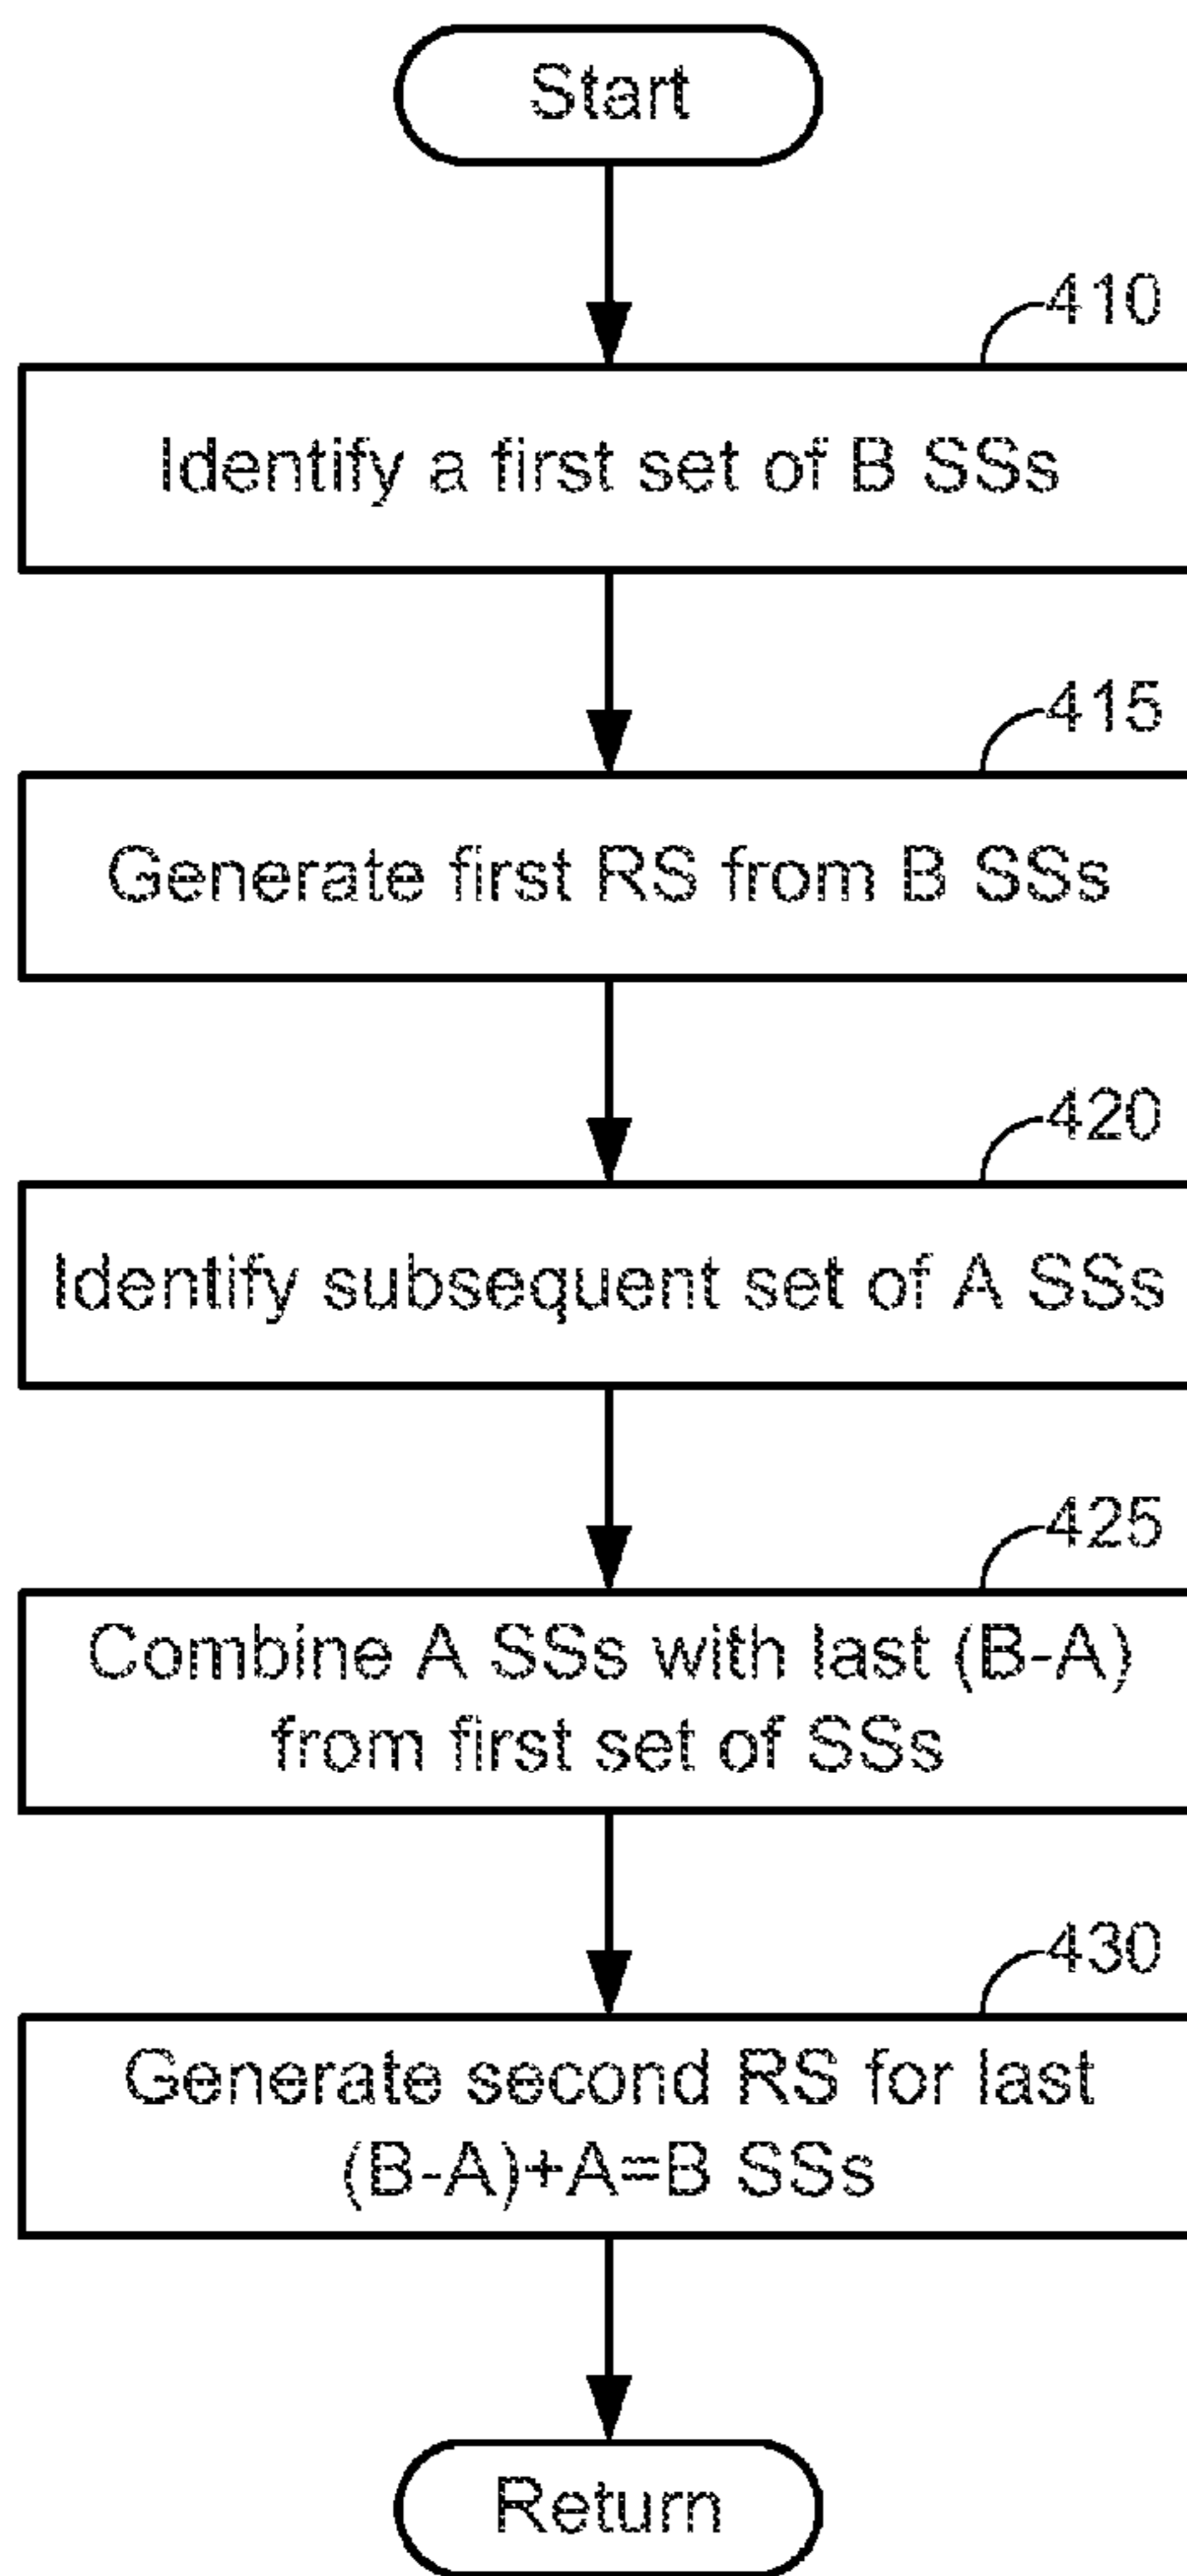 Start
410
Identify a first set of B SSs
415
Generate first RS from B SSs
420
Identify subsequent set of A SSs
425
Combine A SSs with last (B-A)
from first set of SSs
430
Generate second RS for last
(B-A)+A=B SSs
Return